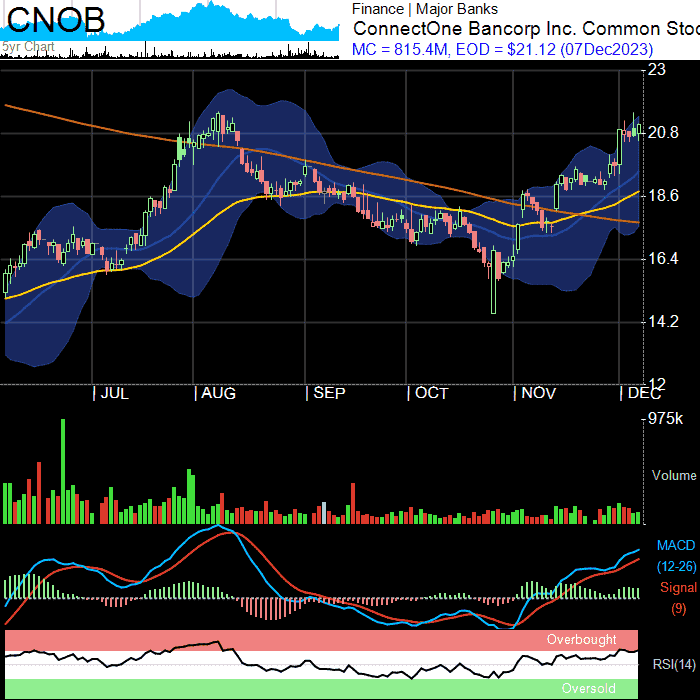 CNOB
5yr Chart
Finance | Major Banks
ConnectOne Bancorp Inc. Common Stoc
MC = 815.4M, EOD = $21.12 (07Dec2023)
23
20.8
18.6
16.4
14.2
12
| JUL | AUG | SEP | OCT | NOV | DEC
975k
Volume
MACD
(12-26)
Signal
(9)
Overbought
RSI(14)
Oversold